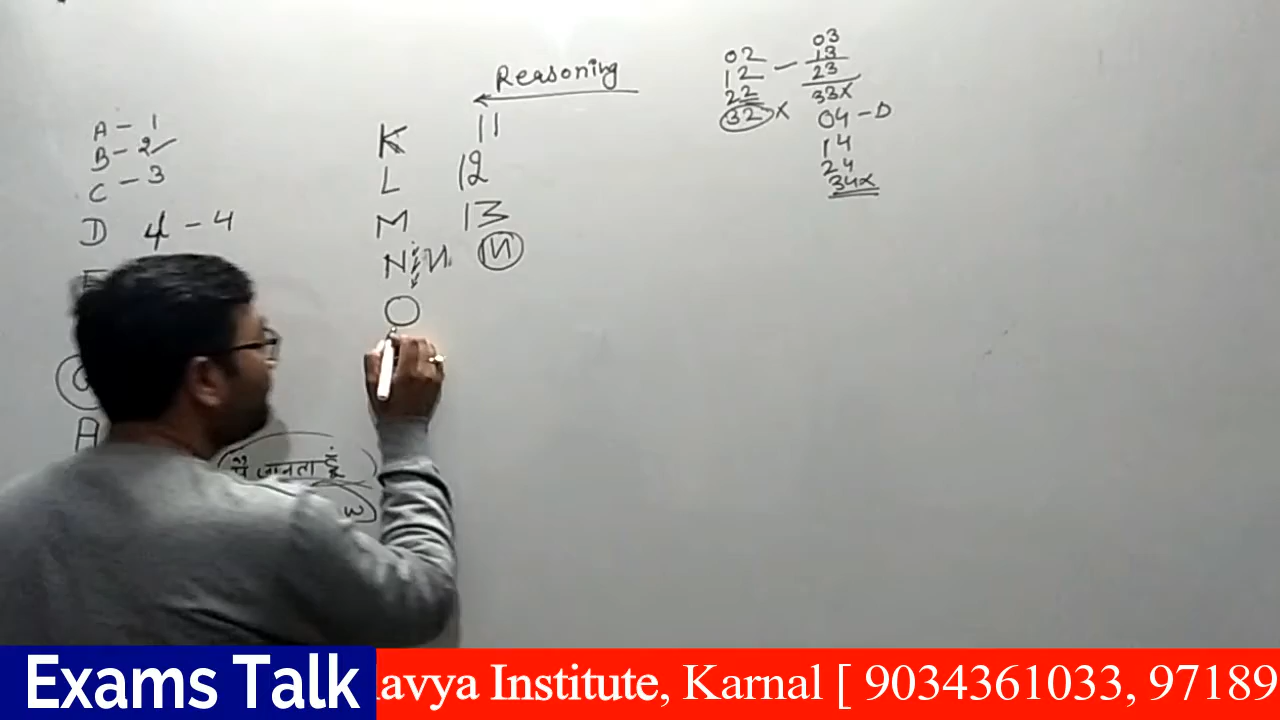 Reasoning
A - 1
B - 2 ✓
C - 3
D 4 - 4
H
मैं जानता हूँ
w
K 11
L 12
M 13
N И 1И
O
02
12
22
32 x
03
13
23
33x
04 - D
14
24
34x
Exams Talk
avya Institute, Karnal [ 9034361033, 97189